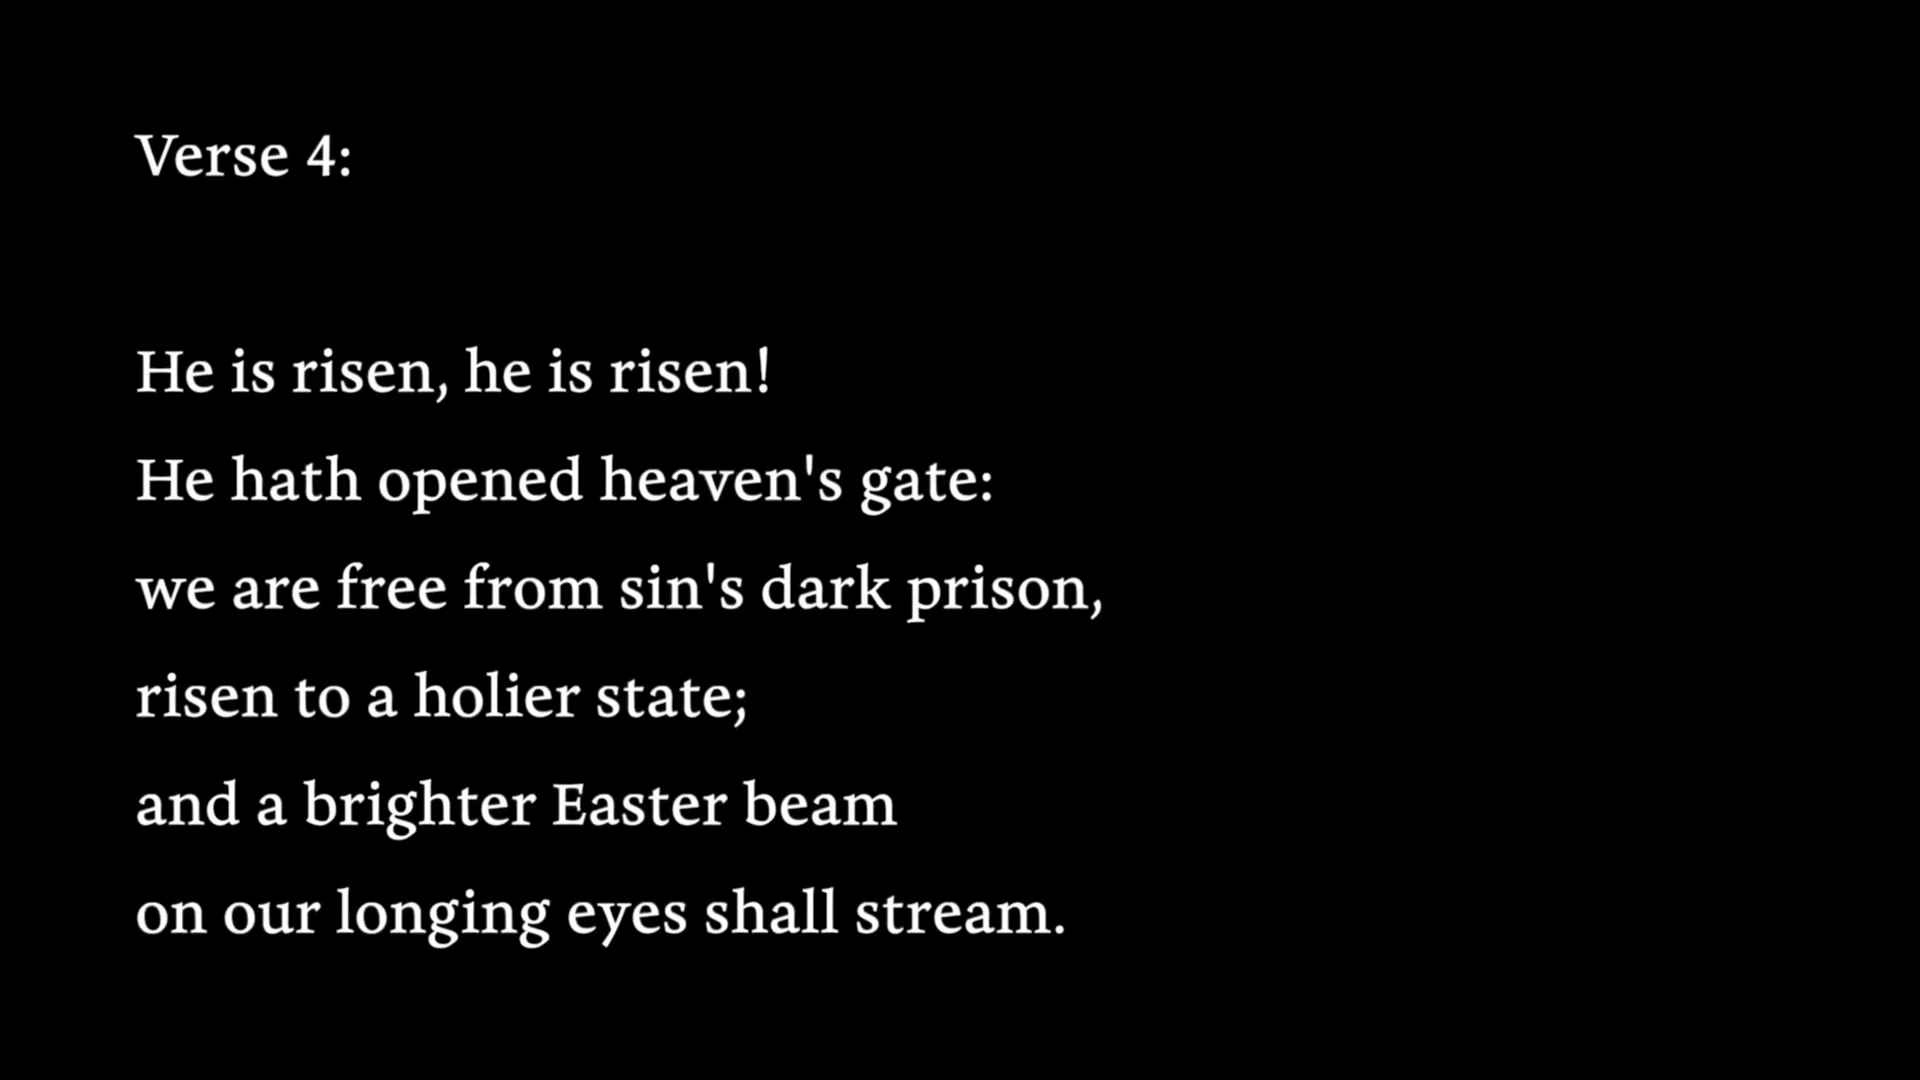 Verse 4:
He is risen, he is risen!
He hath opened heaven's gate:
we are free from sin's dark prison,
risen to a holier state;
and a brighter Easter beam
on our longing eyes shall stream.